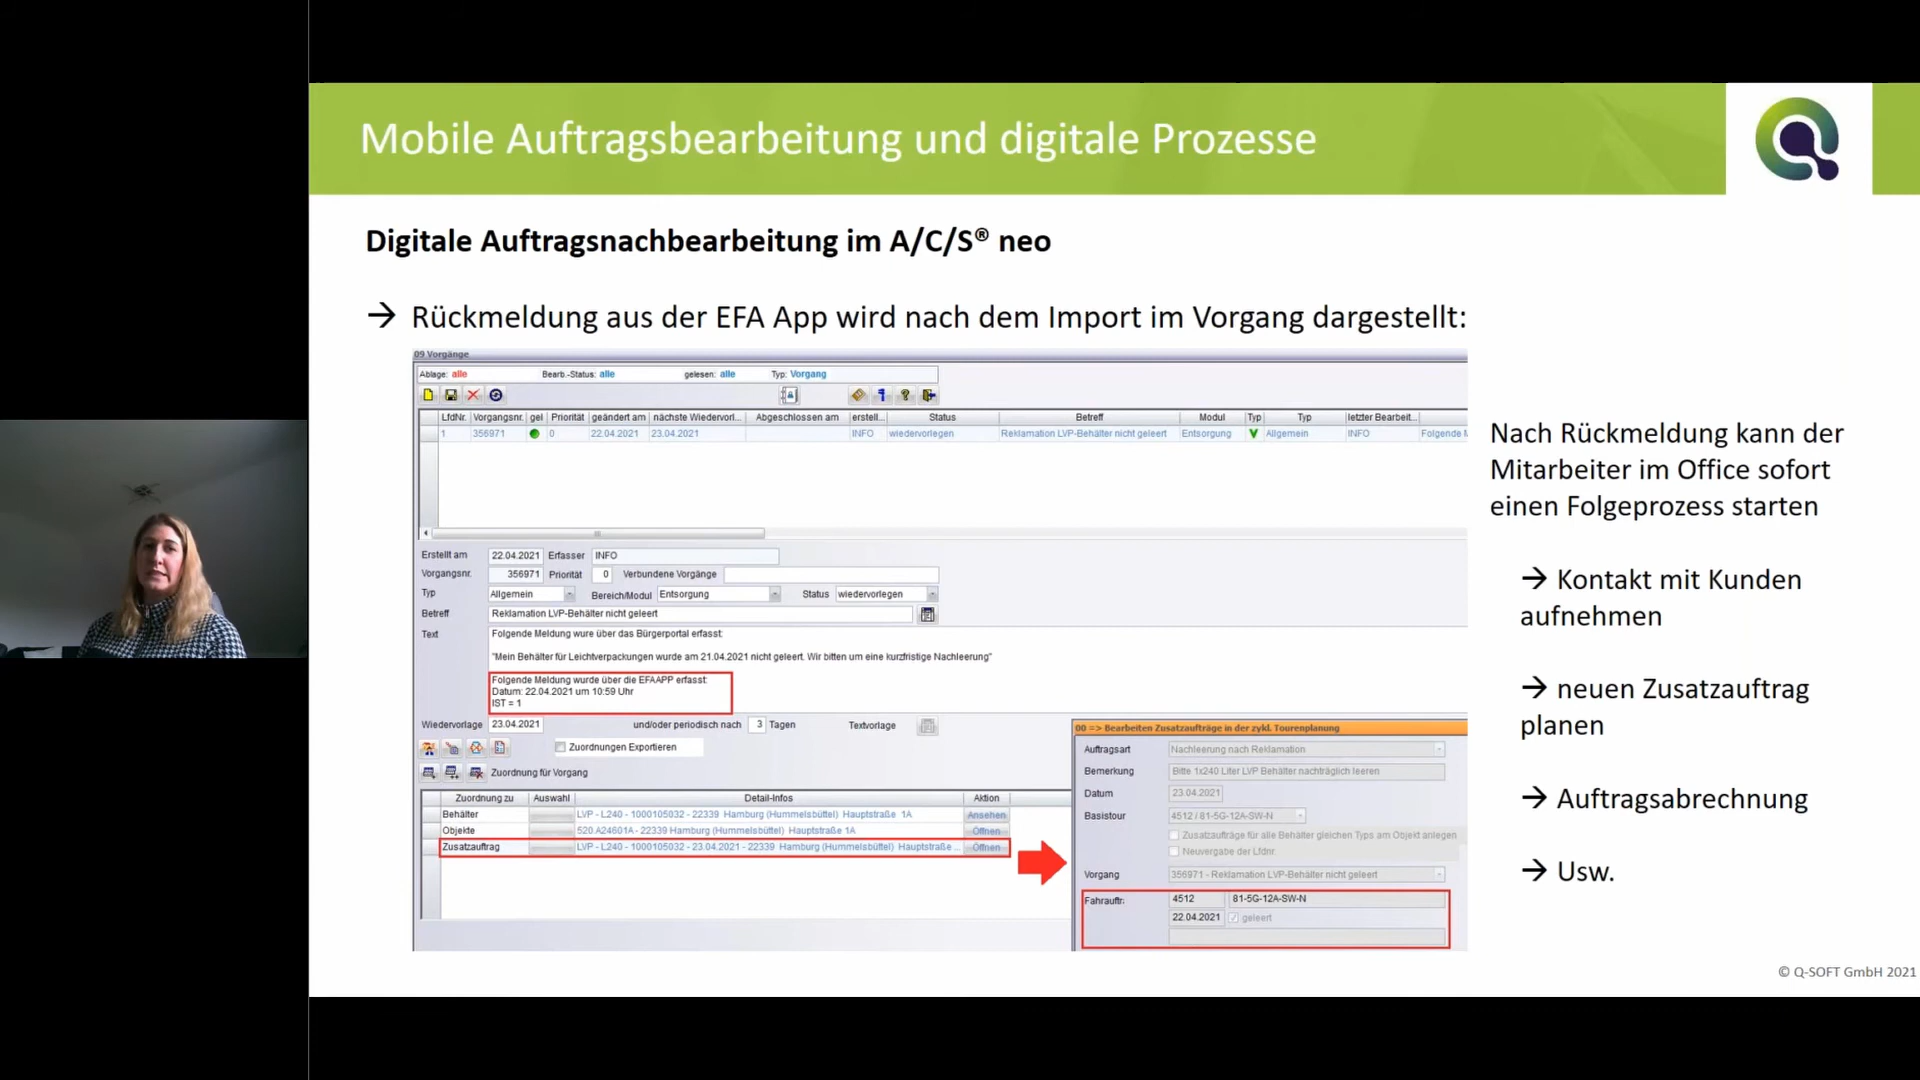 Mobile Auftragsbearbeitung und digitale Prozesse
Digitale Auftragsnachbearbeitung im A/C/S® neo
→ Rückmeldung aus der EFA App wird nach dem Import im Vorgang dargestellt:
09 Vorgänge
Ablage: alle Bearb.-Status: alle gelesen: alle Typ: Vorgang
LfdNr. Vorgangsnr. gel Priorität geändert am nächste Wiedervorl... Abgeschlossen am erstell... Status Betreff Modul Typ Typ letzter Bearbeit...
1 356971 0 22.04.2021 23.04.2021 INFO wiedervorlegen Reklamation LVP-Behälter nicht geleert Entsorgung V Allgemein INFO Folgende M
Erstellt am 22.04.2021 Erfasser INFO
Vorgangsnr. 356971 Priorität 0 Verbundene Vorgänge
Typ Allgemein Bereich/Modul Entsorgung Status wiedervorlegen
Betreff Reklamation LVP-Behälter nicht geleert
Text Folgende Meldung wure über das Bürgerportal erfasst:
"Mein Behälter für Leichtverpackungen wurde am 21.04.2021 nicht geleert. Wir bitten um eine kurzfristige Nachleerung"
Folgende Meldung wurde über die EFAAPP erfasst:
Datum: 22.04.2021 um 10:59 Uhr
IST = 1
Wiedervorlage 23.04.2021 und/oder periodisch nach 3 Tagen Textvorlage
Zuordnungen Exportieren
Zuordnung für Vorgang
Zuordnung zu Auswahl Detail-Infos Aktion
Behälter LVP - L240 - 1000105032 - 22339 Hamburg (Hummelsbüttel) Hauptstraße 1A Ansehen
Objekte 520.A24601A - 22339 Hamburg (Hummelsbüttel) Hauptstraße 1A Öffnen
Zusatzauftrag LVP - L240 - 1000105032 - 23.04.2021 - 22339 Hamburg (Hummelsbüttel) Hauptstraße ... Öffnen
00 => Bearbeiten Zusatzaufträge in der zykl. Tourenplanung
Auftragsart Nachleerung nach Reklamation
Bemerkung Bitte 1x240 Liter LVP Behälter nachträglich leeren
Datum 23.04.2021
Basistour 4512 / 81-5G-12A-SW-N
Zusatzaufträge für alle Behälter gleichen Typs am Objekt anlegen
Neuvergabe der Lfdnr.
Vorgang 356971 - Reklamation LVP-Behälter nicht geleert
Fahrauftr. 4512 81-5G-12A-SW-N
22.04.2021 geleert
Nach Rückmeldung kann der
Mitarbeiter im Office sofort
einen Folgeprozess starten
→ Kontakt mit Kunden
aufnehmen
→ neuen Zusatzauftrag
planen
→ Auftragsabrechnung
→ Usw.
© Q-SOFT GmbH 2021